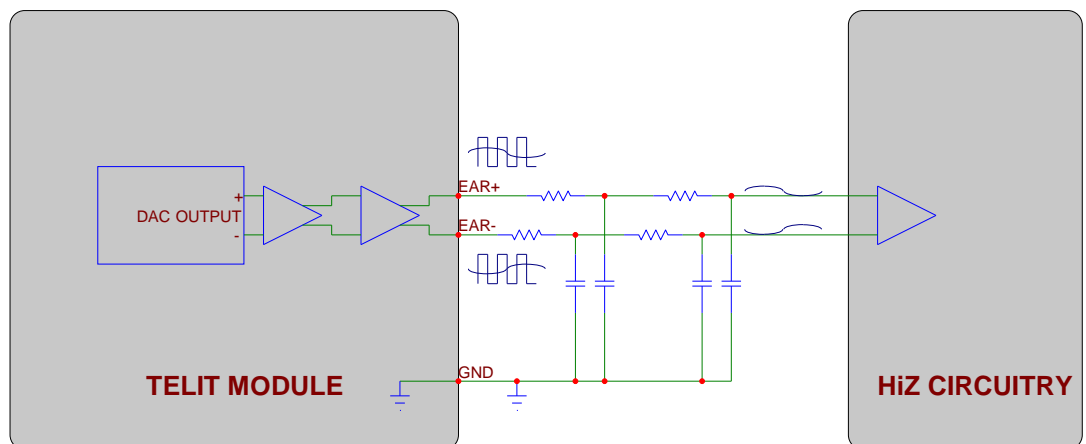 EAR+
+
DAC OUTPUT
-
EAR-
GND
TELIT MODULE
HiZ CIRCUITRY